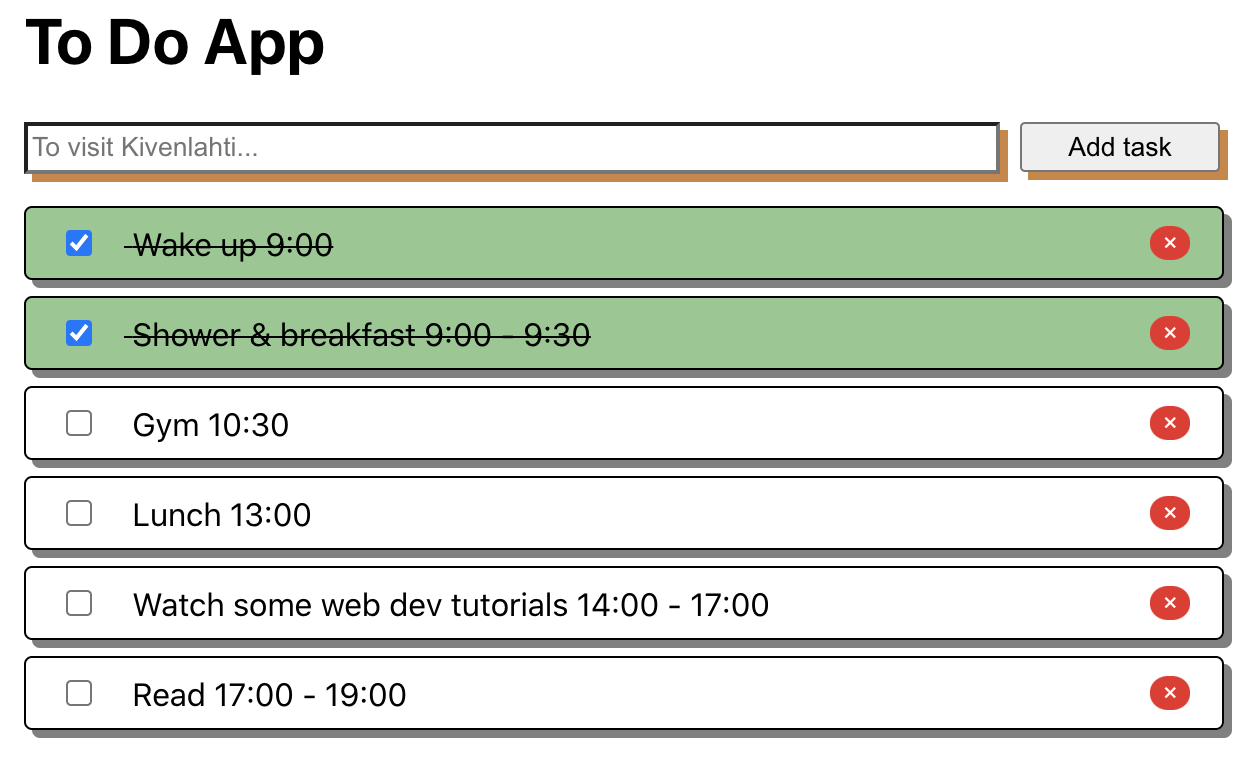 To Do App
To visit Kivenlahti...
Add task
Wake up 9:00
Shower & breakfast 9:00 - 9:30
Gym 10:30
Lunch 13:00
Watch some web dev tutorials 14:00 - 17:00
Read 17:00 - 19:00